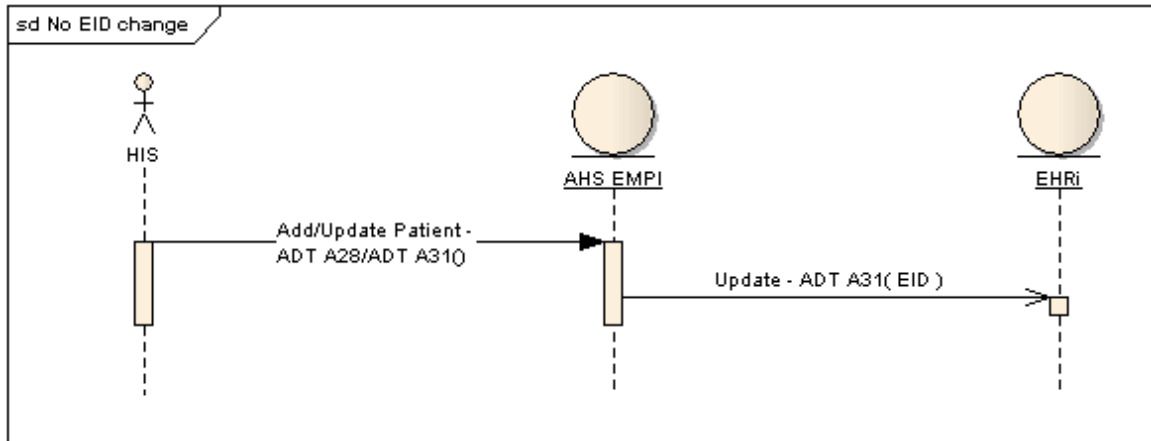 sd No EID change
HIS
AHS EMPI
EHRi
Add/Update Patient -
ADT A28/ADT A31()
Update - ADT A31( EID )